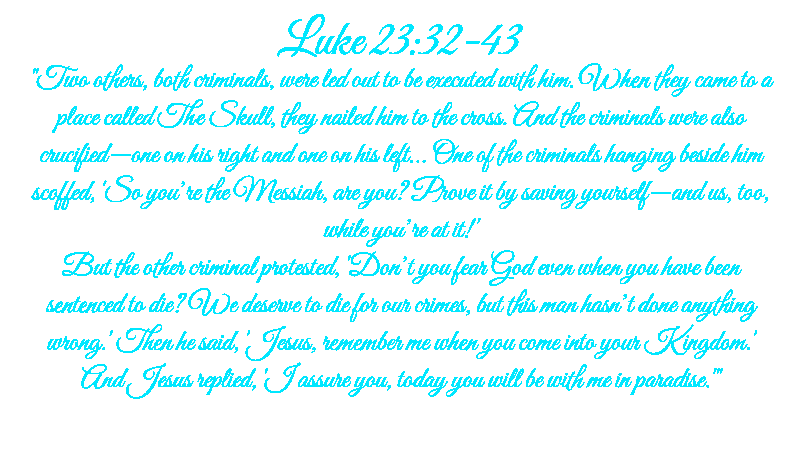 Luke 23:32-43
"Two others, both criminals, were led out to be executed with him. When they came to a
place called The Skull, they nailed him to the cross. And the criminals were also
crucified—one on his right and one on his left... One of the criminals hanging beside him
scoffed, 'So you're the Messiah, are you? Prove it by saving yourself—and us, too,
while you're at it!'
But the other criminal protested, 'Don't you fear God even when you have been
sentenced to die? We deserve to die for our crimes, but this man hasn't done anything
wrong.' Then he said, 'Jesus, remember me when you come into your Kingdom.'
And Jesus replied, 'I assure you, today you will be with me in paradise.'"